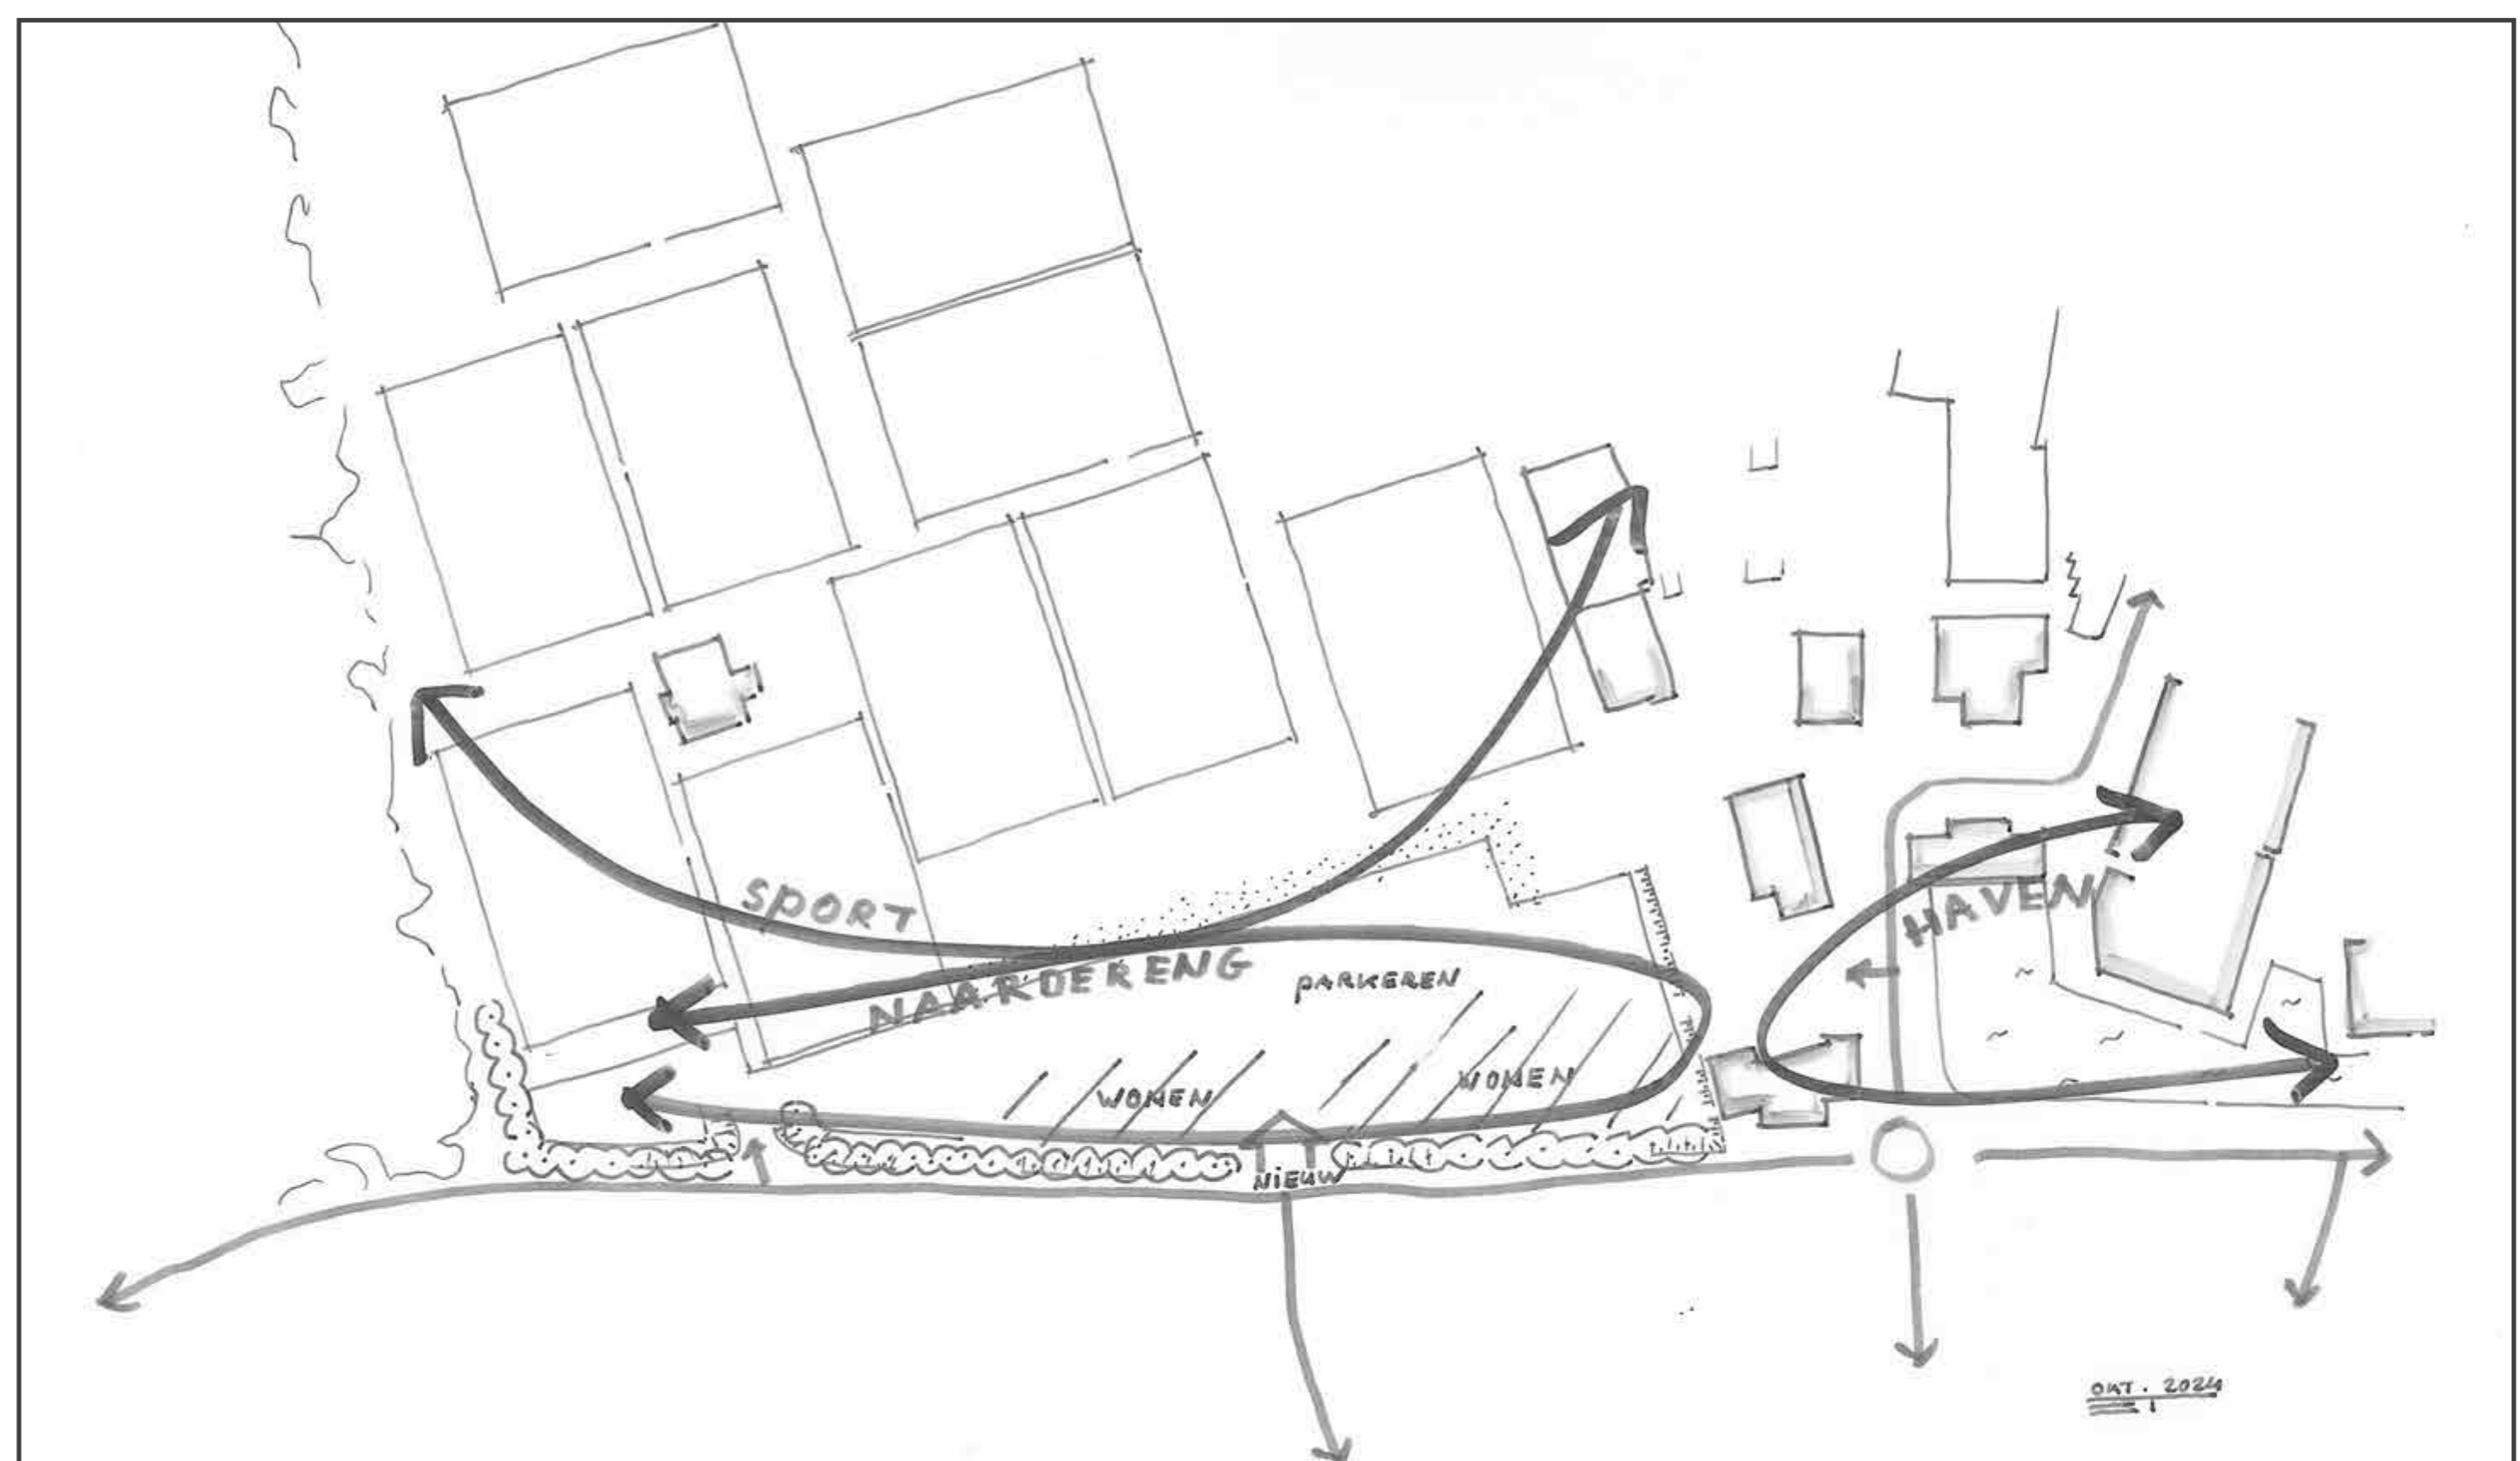 SPORT
HAVEN
NAARDERENG
PARKEREN
WONEN
WONEN
NIEUW
OKT. 2024